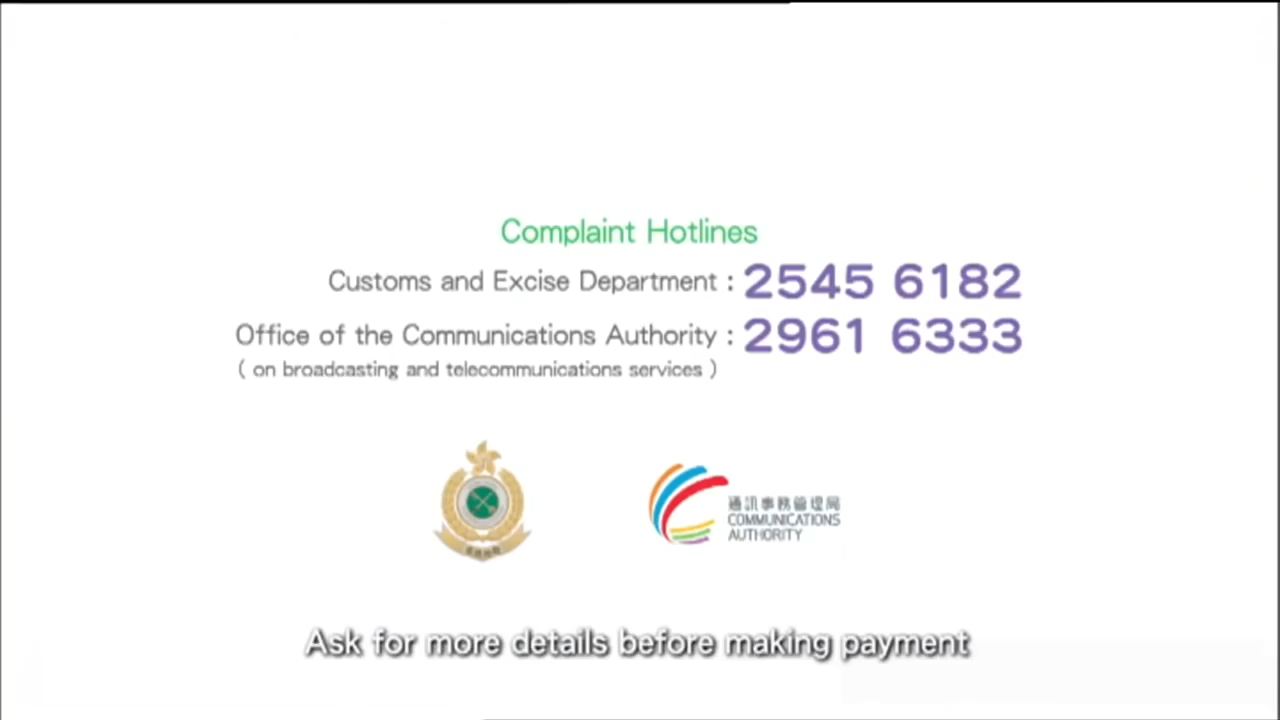 Complaint Hotlines
Customs and Excise Department : 2545 6182
Office of the Communications Authority : 2961 6333
( on broadcasting and telecommunications services )
通訊事務管理局
COMMUNICATIONS
AUTHORITY
Ask for more details before making payment